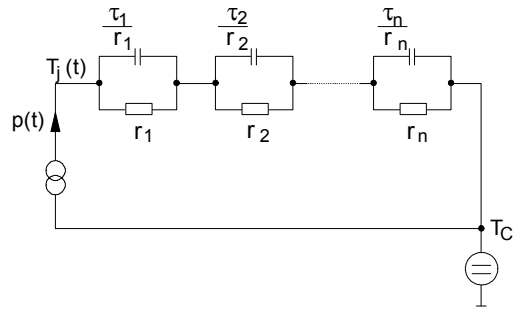 τ1
r1
τ2
r2
τn
rn
Tj(t)
p(t)
r1
r2
rn
TC